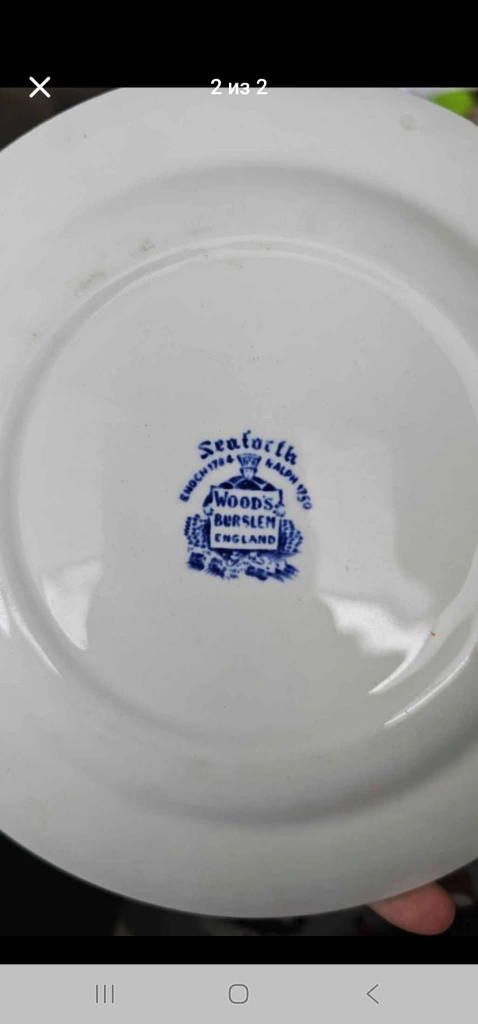 2 из 2
Seaforth
ENOCH 1784 RALPH 1750
WOOD'S
BURSLEM
ENGLAND